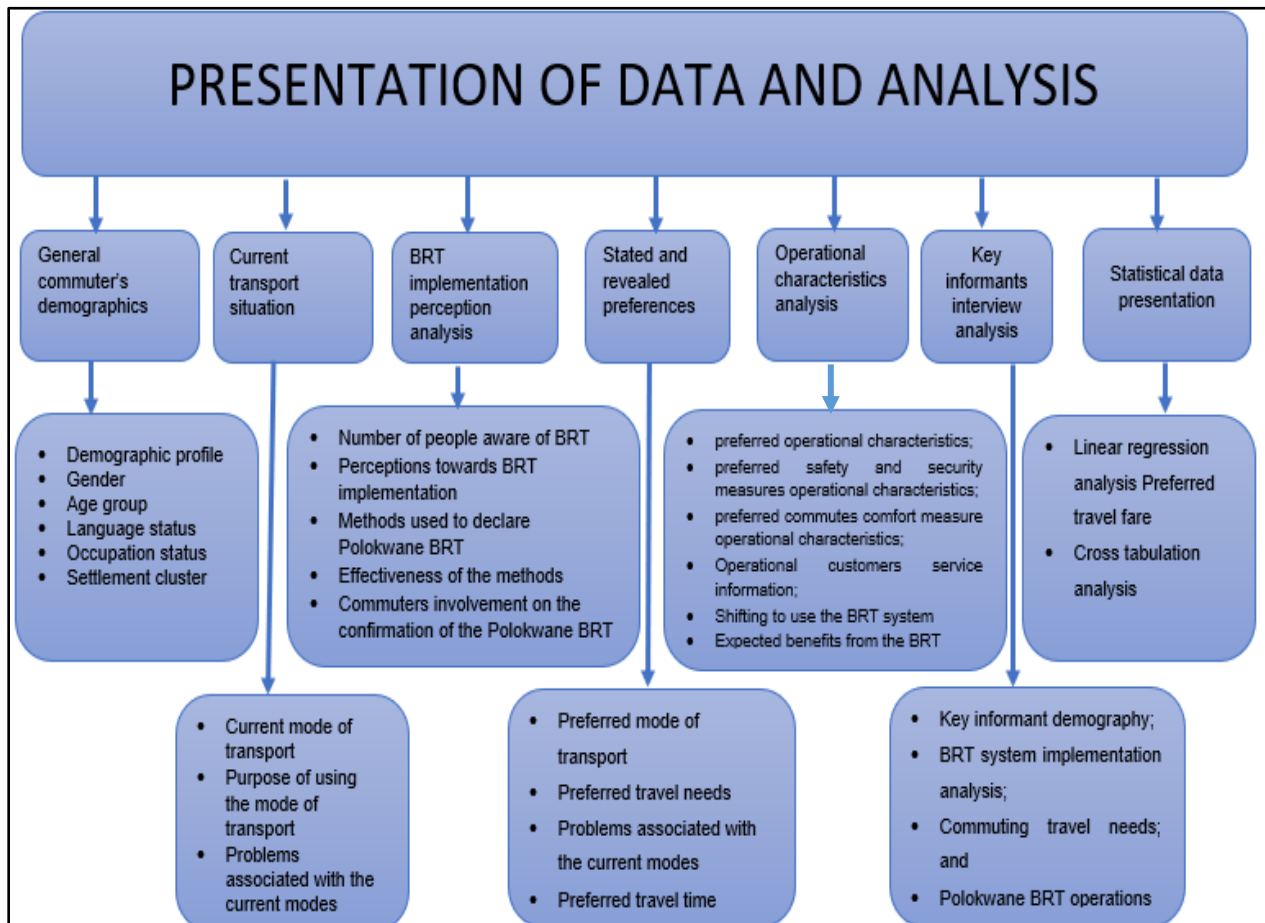 PRESENTATION OF DATA AND ANALYSIS
General
commuter's
demographics
Current
transport
situation
BRT
implementation
perception
analysis
Stated and
revealed
preferences
Operational
characteristics
analysis
Key
informants
interview
analysis
Statistical data
presentation
• Demographic profile
• Gender
• Age group
• Language status
• Occupation status
• Settlement cluster
• Number of people aware of BRT
• Perceptions towards BRT
implementation
• Methods used to declare
Polokwane BRT
• Effectiveness of the methods
• Commuters involvement on the
confirmation of the Polokwane BRT
• preferred operational characteristics;
• preferred safety and security
measures operational characteristics;
• preferred commutes comfort measure
operational characteristics;
• Operational customers service
information;
• Shifting to use the BRT system
• Expected benefits from the BRT
• Linear regression
analysis Preferred
travel fare
• Cross tabulation
analysis
• Current mode of
transport
• Purpose of using
the mode of
transport
• Problems
associated with the
current modes
• Preferred mode of
transport
• Preferred travel needs
• Problems associated with
the current modes
• Preferred travel time
• Key informant demography;
• BRT system implementation
analysis;
• Commuting travel needs;
and
• Polokwane BRT operations